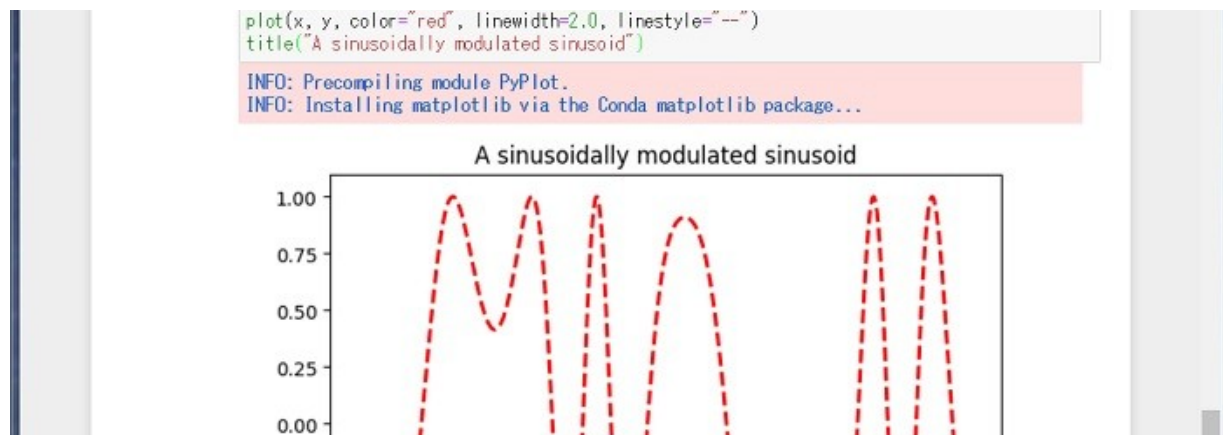 plot(x, y, color="red", linewidth=2.0, linestyle="--")
title("A sinusoidally modulated sinusoid")
INFO: Precompiling module PyPlot.
INFO: Installing matplotlib via the Conda matplotlib package...
A sinusoidally modulated sinusoid
1.00
0.75
0.50
0.25
0.00